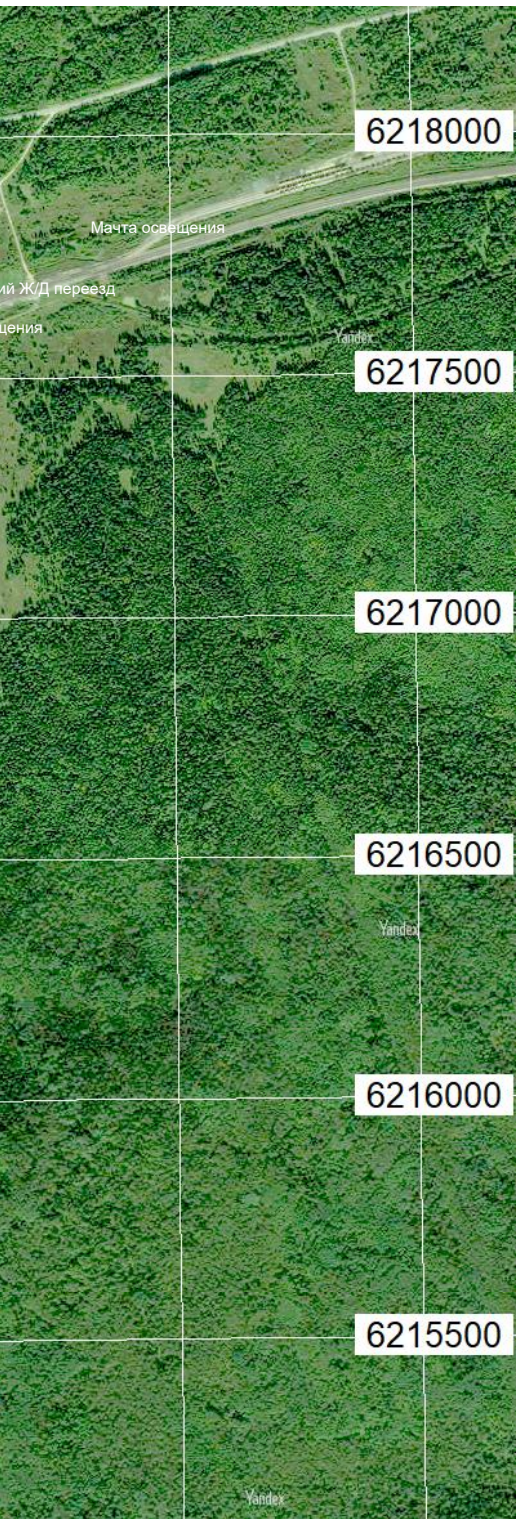 6218000
Мачта освещения
ий Ж/Д переезд
щения
Yandex
6217500
6217000
6216500
Yandex
6216000
6215500
Yandex